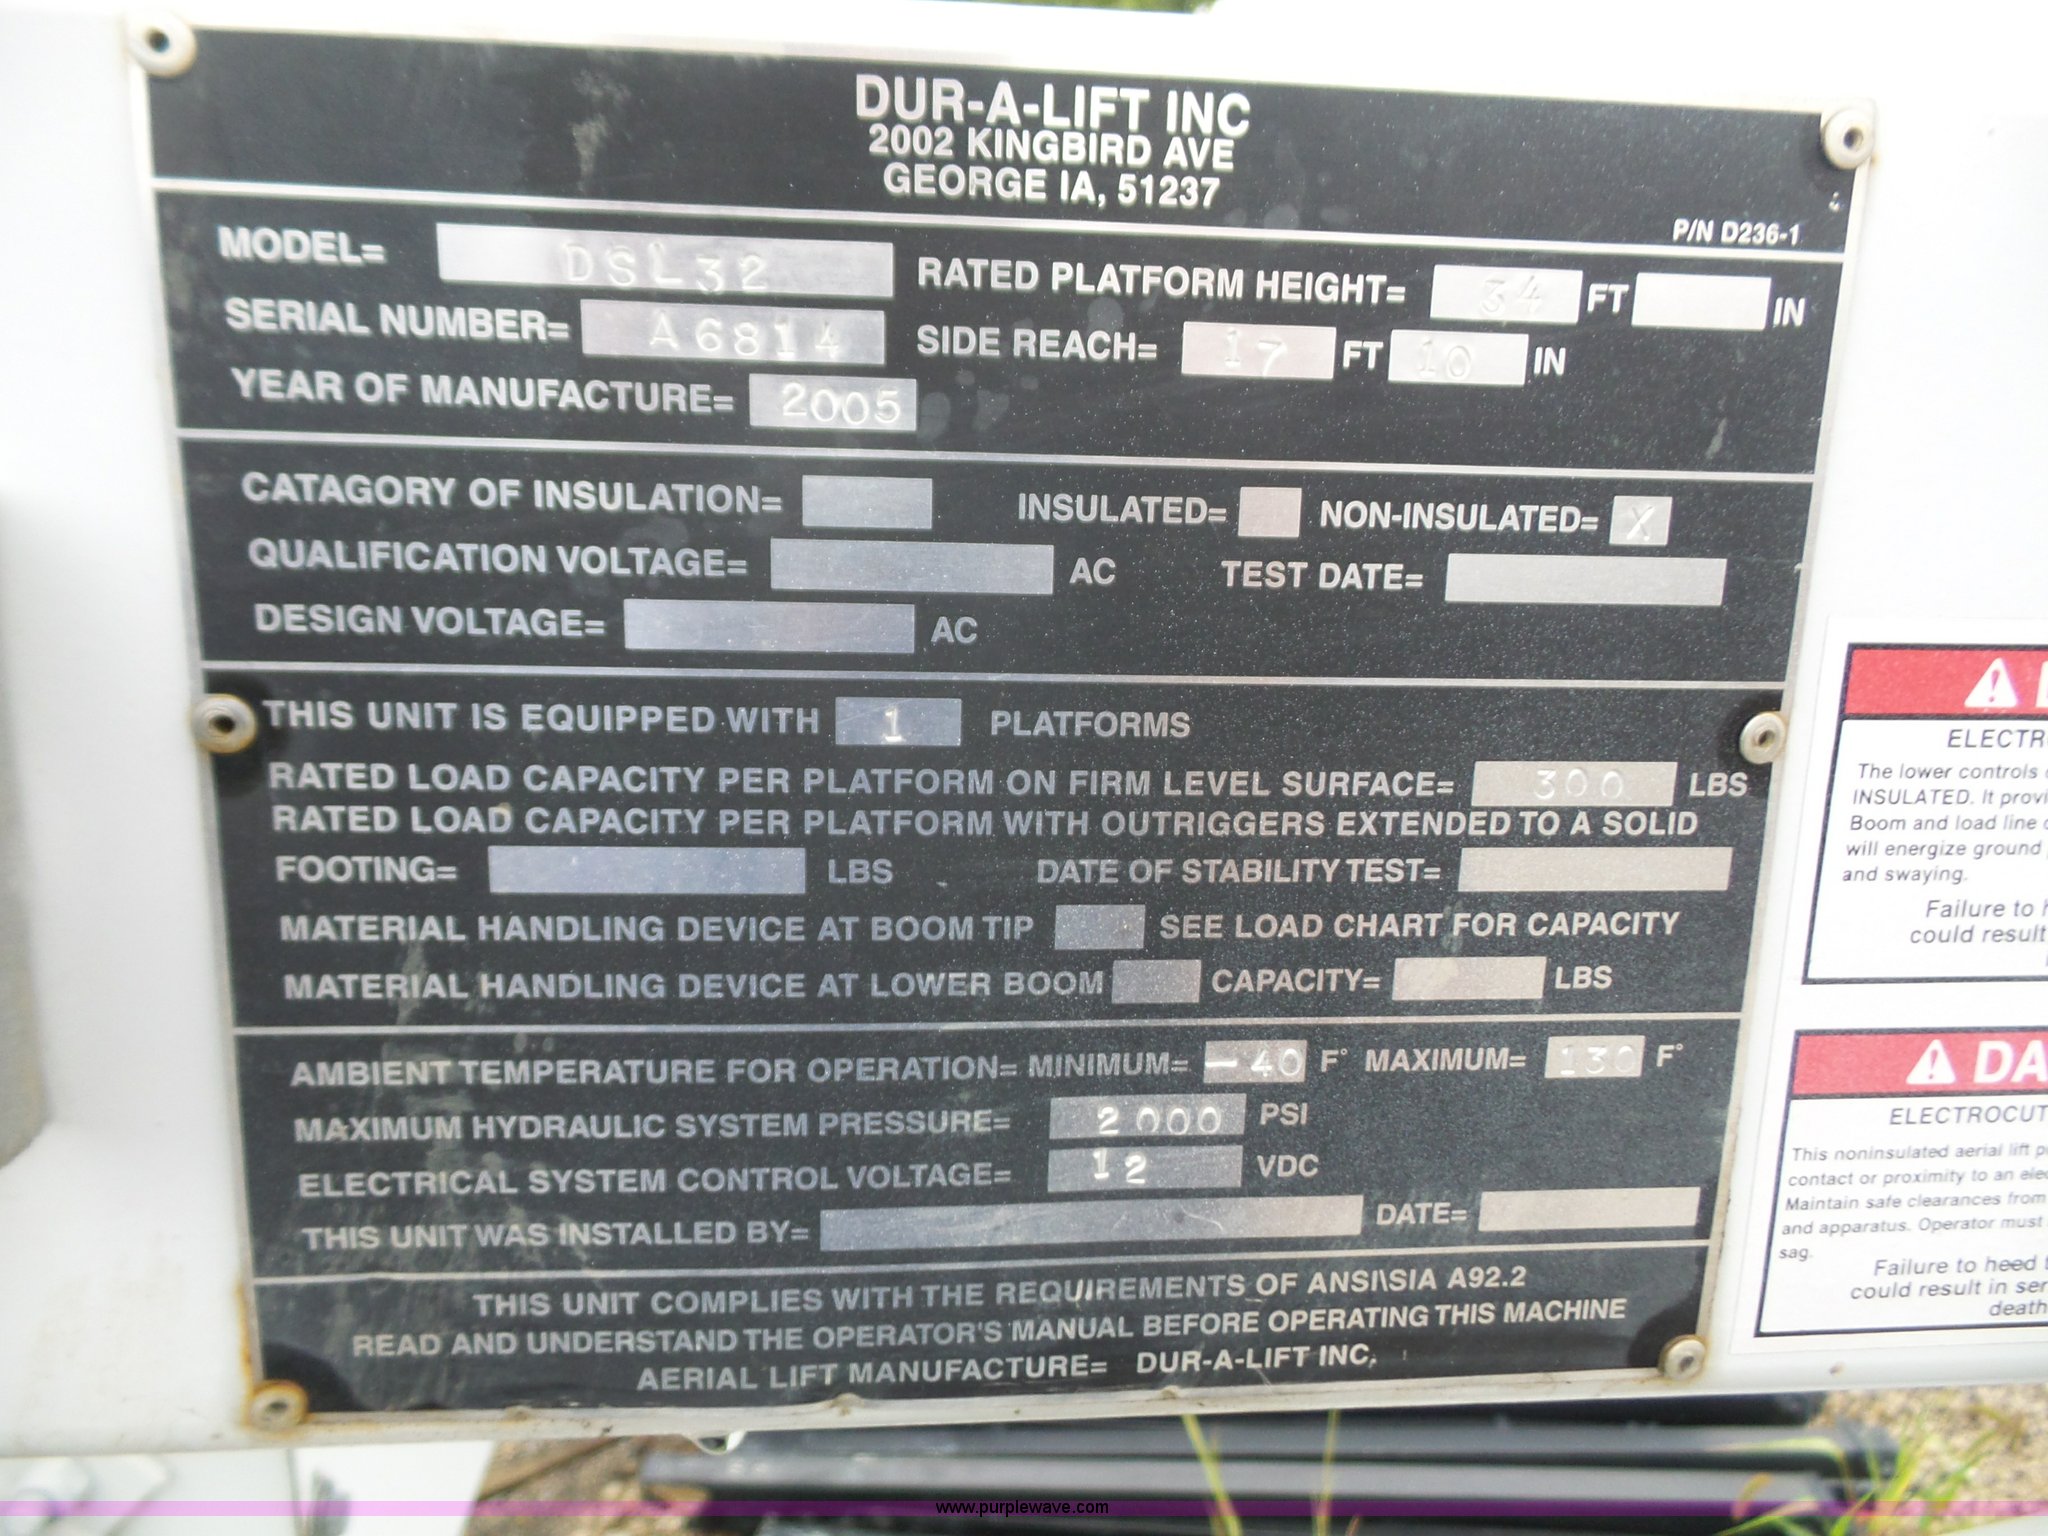 DUR-A-LIFT INC
2002 KINGBIRD AVE
GEORGE IA, 51237
P/N D236-1
MODEL= DSL32 RATED PLATFORM HEIGHT= 34 FT IN
SERIAL NUMBER= A6814 SIDE REACH= 17 FT 10 IN
YEAR OF MANUFACTURE= 2005
CATAGORY OF INSULATION= INSULATED= NON-INSULATED= X
QUALIFICATION VOLTAGE= AC TEST DATE=
DESIGN VOLTAGE= AC
THIS UNIT IS EQUIPPED WITH 1 PLATFORMS
RATED LOAD CAPACITY PER PLATFORM ON FIRM LEVEL SURFACE= 300 LBS
RATED LOAD CAPACITY PER PLATFORM WITH OUTRIGGERS EXTENDED TO A SOLID
FOOTING= LBS DATE OF STABILITY TEST=
MATERIAL HANDLING DEVICE AT BOOM TIP SEE LOAD CHART FOR CAPACITY
MATERIAL HANDLING DEVICE AT LOWER BOOM CAPACITY= LBS
AMBIENT TEMPERATURE FOR OPERATION= MINIMUM= -40 F° MAXIMUM= 130 F°
MAXIMUM HYDRAULIC SYSTEM PRESSURE= 2000 PSI
ELECTRICAL SYSTEM CONTROL VOLTAGE= 12 VDC
THIS UNIT WAS INSTALLED BY= DATE=
THIS UNIT COMPLIES WITH THE REQUIREMENTS OF ANSI\SIA A92.2
READ AND UNDERSTAND THE OPERATOR'S MANUAL BEFORE OPERATING THIS MACHINE
AERIAL LIFT MANUFACTURE= DUR-A-LIFT INC.
ELECTR
The lower controls
INSULATED. It provi
Boom and load line
will energize ground
and swaying.
Failure to h
could result
DA
ELECTROCUT
This noninsulated aerial lift p
contact or proximity to an elec
Maintain safe clearances from
and apparatus. Operator must
sag.
Failure to heed t
could result in ser
death
www.purplewave.com